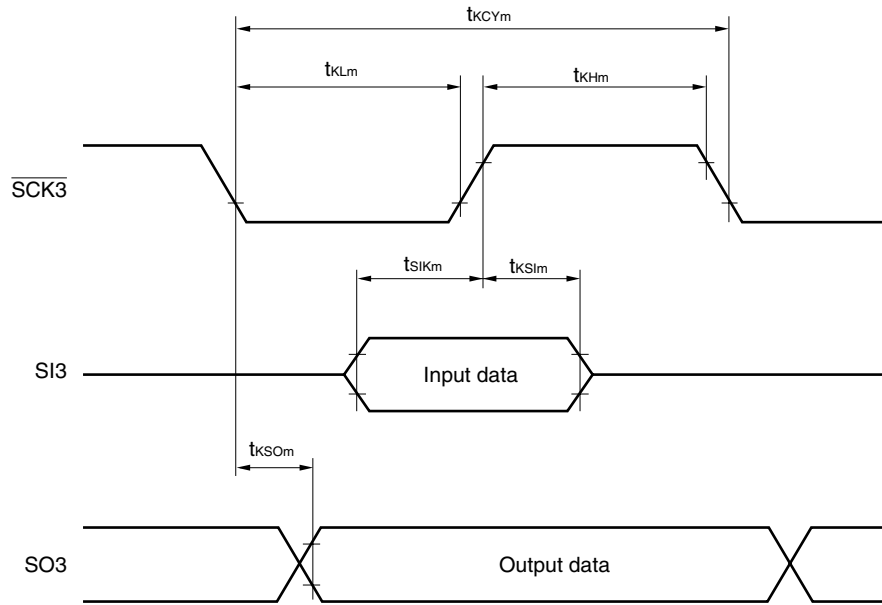 tKCYm
tKLm
tKHm
SCK3
tSIKm
tKSIm
SI3
Input data
tKSOm
SO3
Output data